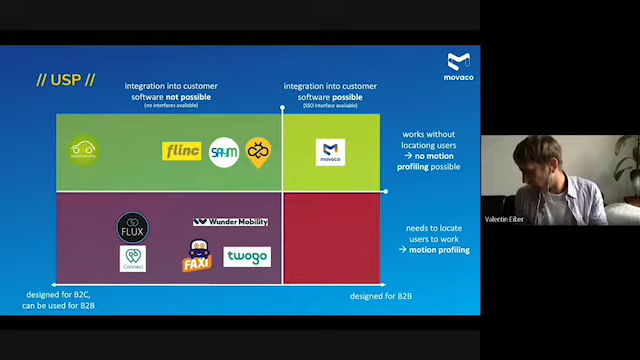 // USP //
movaco
integration into customer
software not possible
(no interfaces available)
integration into customer
software possible
(SSO interface available)
flinc
SAYM
movaco
works without
locationg users
→ no motion
profiling possible
FLUX
Wunder Mobility
Connect
FAXI
twogo
needs to locate
users to work
→ motion profiling
designed for B2C,
can be used for B2B
designed for B2B
Valentin Eiber